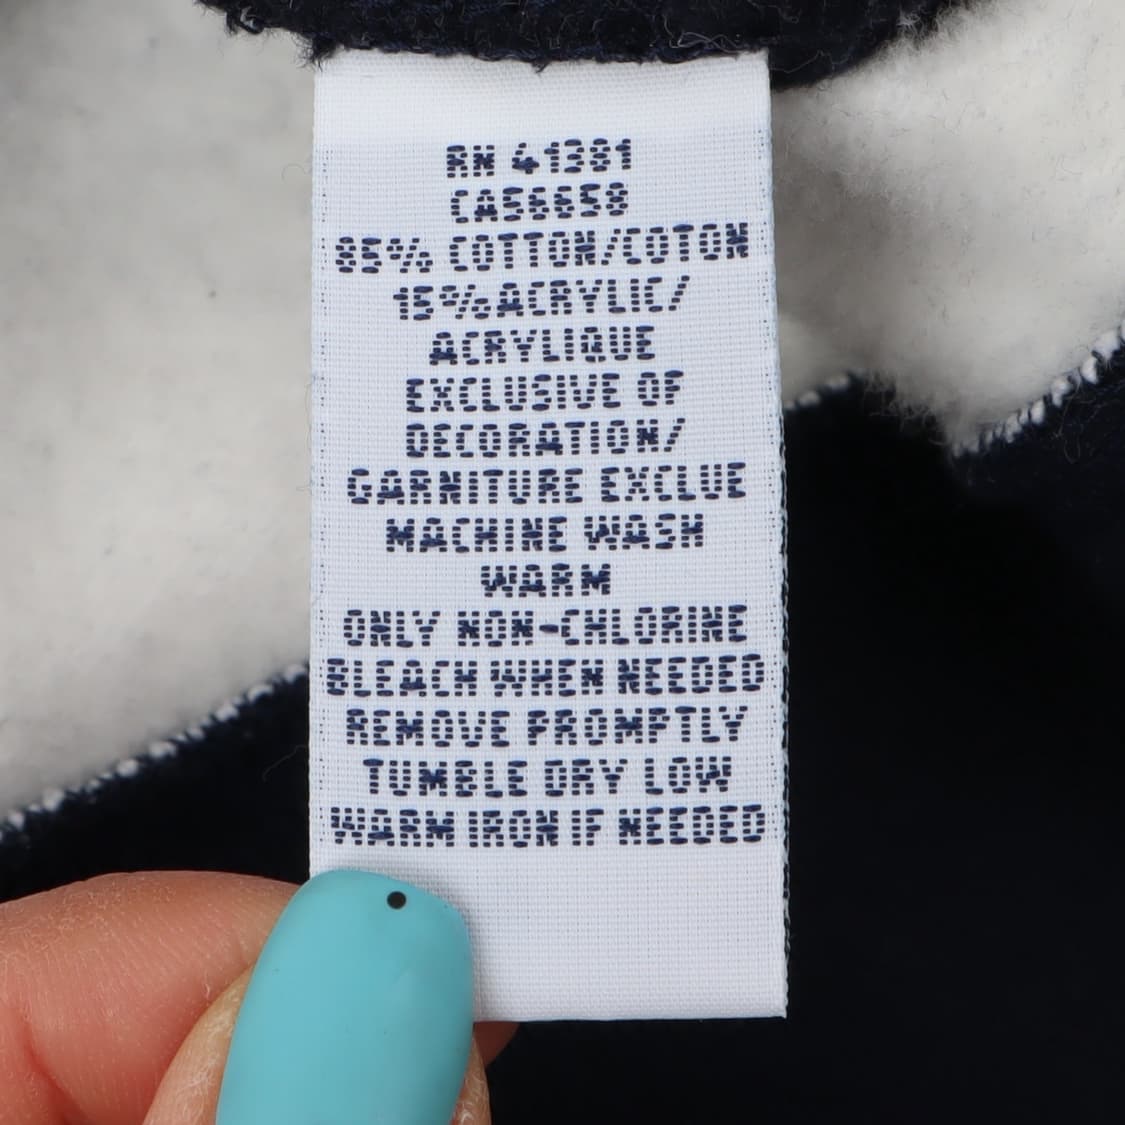 RN 41381
CA56658
85% COTTON/COTON
15%ACRYLIC/
ACRYLIQUE
EXCLUSIVE OF
DECORATION/
GARNITURE EXCLUE
MACHINE WASH
WARM
ONLY NON-CHLORINE
BLEACH WHEN NEEDED
REMOVE PROMPTLY
TUMBLE DRY LOW
WARM IRON IF NEEDED